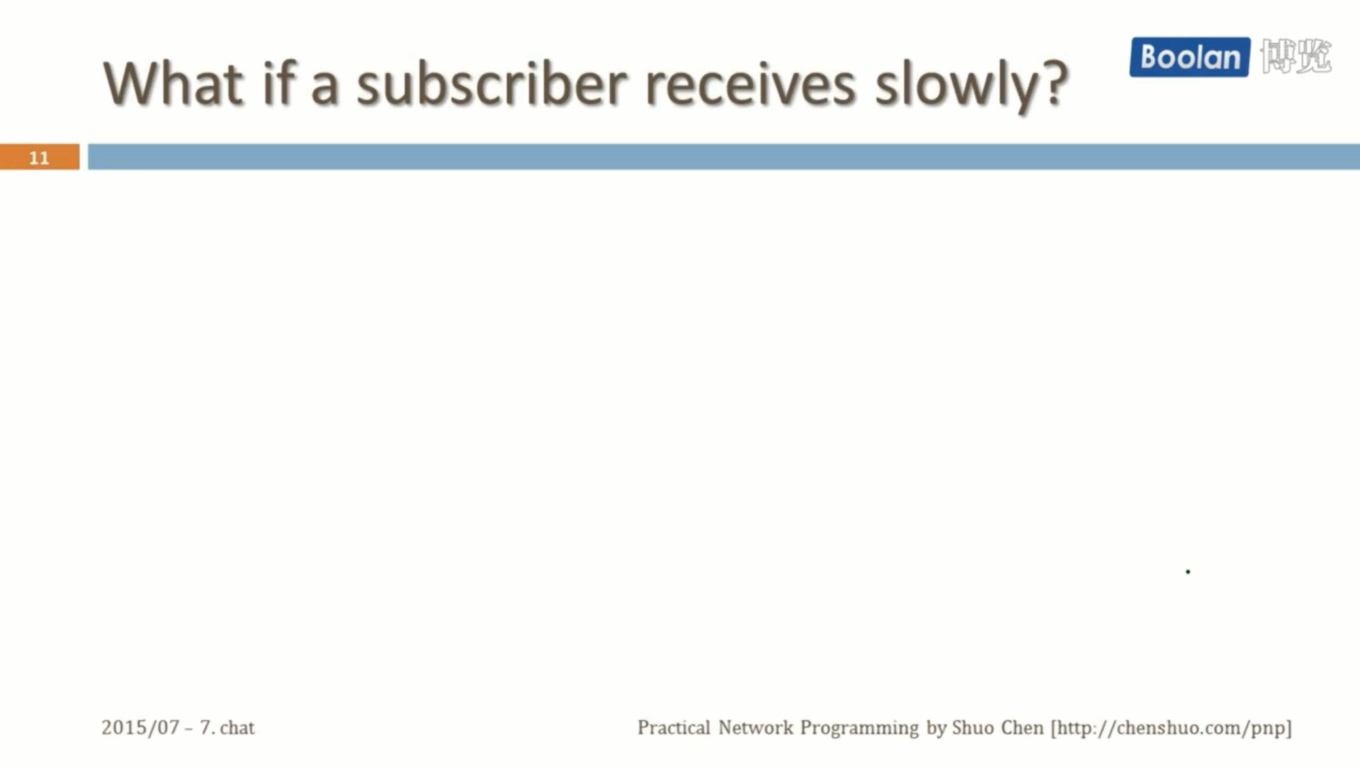 What if a subscriber receives slowly?
Boolan 博览
11
2015/07 – 7. chat
Practical Network Programming by Shuo Chen [http://chenshuo.com/pnp]